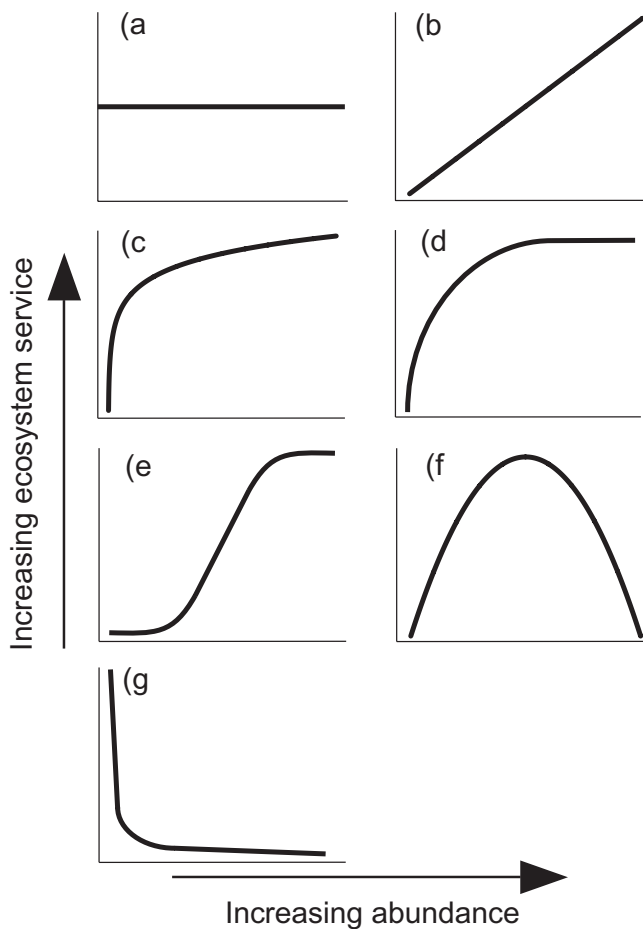 (a
(b
(c
(d
(e
(f
(g
Increasing ecosystem service
Increasing abundance